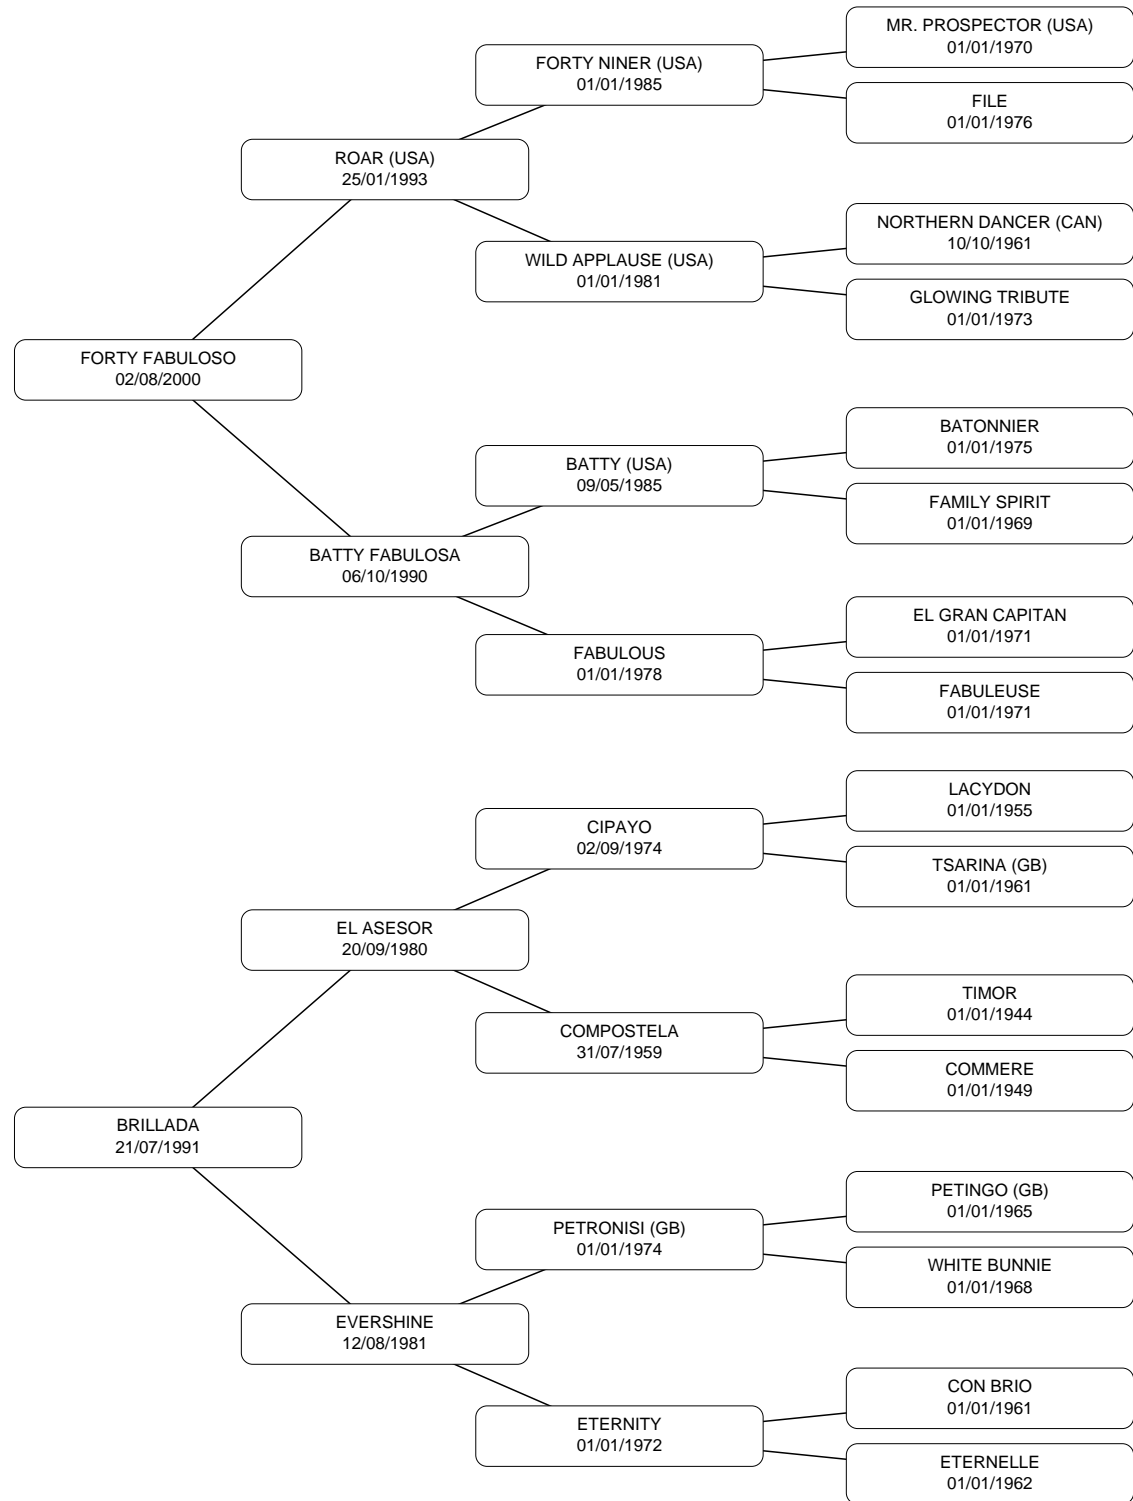 MR. PROSPECTOR (USA)
01/01/1970
FORTY NINER (USA)
01/01/1985
FILE
01/01/1976
ROAR (USA)
25/01/1993
NORTHERN DANCER (CAN)
10/10/1961
WILD APPLAUSE (USA)
01/01/1981
GLOWING TRIBUTE
01/01/1973
FORTY FABULOSO
02/08/2000
BATONNIER
01/01/1975
BATTY (USA)
09/05/1985
FAMILY SPIRIT
01/01/1969
BATTY FABULOSA
06/10/1990
EL GRAN CAPITAN
01/01/1971
FABULOUS
01/01/1978
FABULEUSE
01/01/1971
LACYDON
01/01/1955
CIPAYO
02/09/1974
TSARINA (GB)
01/01/1961
EL ASESOR
20/09/1980
TIMOR
01/01/1944
COMPOSTELA
31/07/1959
COMMERE
01/01/1949
BRILLADA
21/07/1991
PETINGO (GB)
01/01/1965
PETRONISI (GB)
01/01/1974
WHITE BUNNIE
01/01/1968
EVERSHINE
12/08/1981
CON BRIO
01/01/1961
ETERNITY
01/01/1972
ETERNELLE
01/01/1962